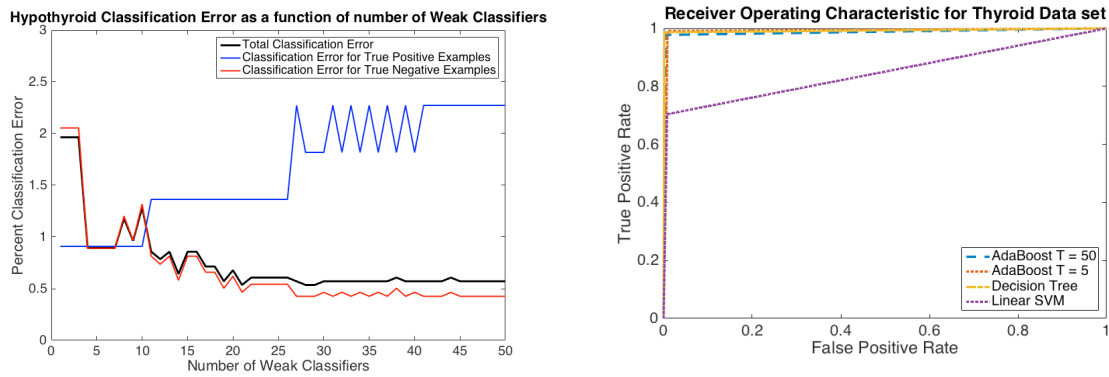 Hypothyroid Classification Error as a function of number of Weak Classifiers
3
2.5
2
1.5
1
0.5
0
Percent Classification Error
Total Classification Error
Classification Error for True Positive Examples
Classification Error for True Negative Examples
0 5 10 15 20 25 30 35 40 45 50
Number of Weak Classifiers
Receiver Operating Characteristic for Thyroid Data set
1
0.8
0.6
0.4
0.2
0
True Positive Rate
AdaBoost T = 50
AdaBoost T = 5
Decision Tree
Linear SVM
0 0.2 0.4 0.6 0.8 1
False Positive Rate